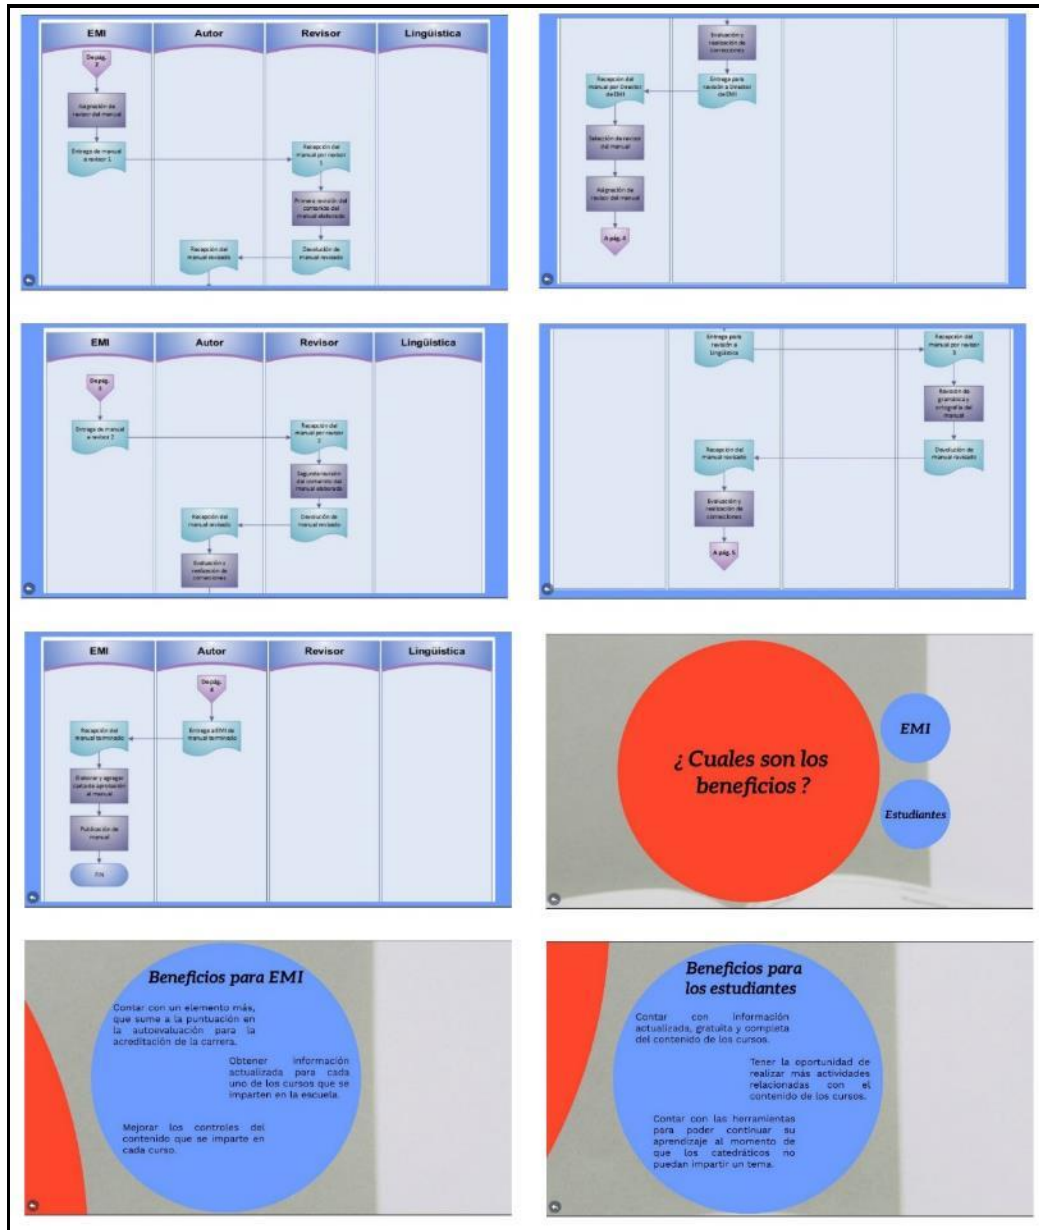 EMI Autor Revisor Lingüística
De pág.
2
Asignación de
revisor del manual
Entrega de manual
a revisor 1
Recepción del
manual por revisor
1
Primera revisión del
contenido del
manual elaborado
Devolución de
manual revisado
Recepción del
manual revisado
Evaluación y
realización de
correcciones
Entrega para
revisión a Director
de EMI
Recepción del
manual por Director
de EMI
Selección de revisor
del manual
Asignación de
revisor del manual
A pág. 4
EMI Autor Revisor Lingüística
De pág.
3
Entrega de manual
a revisor 2
Recepción del
manual por revisor
2
Segunda revisión
del contenido del
manual elaborado
Devolución de
manual revisado
Recepción del
manual revisado
Evaluación y
realización de
correcciones
Entrega para
revisión a
Lingüística
Recepción del
manual por revisor
3
Revisión de
gramática y
ortografía del
manual
Devolución de
manual revisado
Recepción del
manual revisado
Evaluación y
realización de
correcciones
A pág. 5
EMI Autor Revisor Lingüística
De pág.
4
Entrega a EMI de
manual terminado
Recepción del
manual terminado
Elaborar y agregar
carta de aprobación
al manual
Publicación de
manual
FIN
¿ Cuales son los
beneficios ?
EMI
Estudiantes
Beneficios para EMI
Contar con un elemento más,
que sume a la puntuación en
la autoevaluación para la
acreditación de la carrera.
Obtener información
actualizada para cada
uno de los cursos que se
imparten en la escuela.
Mejorar los controles del
contenido que se imparte en
cada curso.
Beneficios para
los estudiantes
Contar con información
actualizada, gratuita y completa
del contenido de los cursos.
Tener la oportunidad de
realizar más actividades
relacionadas con el
contenido de los cursos.
Contar con las herramientas
para poder continuar su
aprendizaje al momento de
que los catedráticos no
puedan impartir un tema.